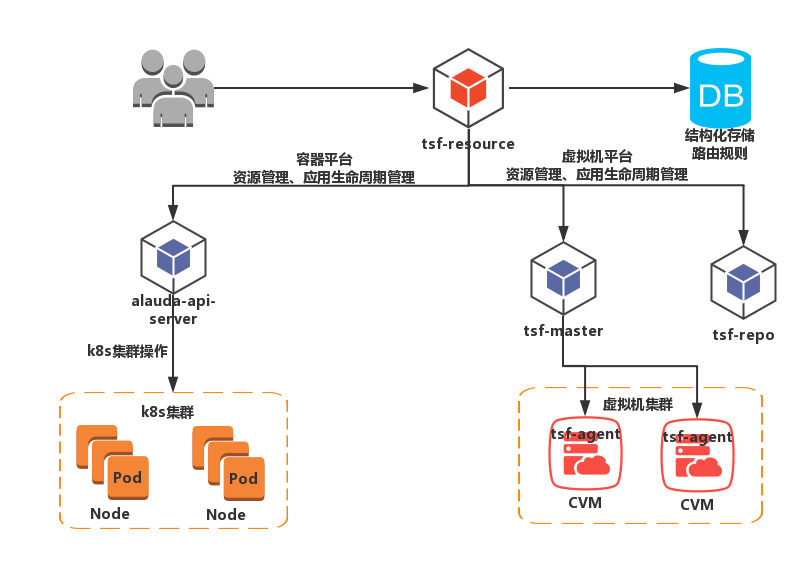 DB
tsf-resource
结构化存储
路由规则
容器平台
资源管理、应用生命周期管理
虚拟机平台
资源管理、应用生命周期管理
alauda-api-
server
tsf-master
tsf-repo
k8s集群操作
k8s集群
Pod
Pod
Node
Node
虚拟机集群
tsf-agent
tsf-agent
CVM
CVM